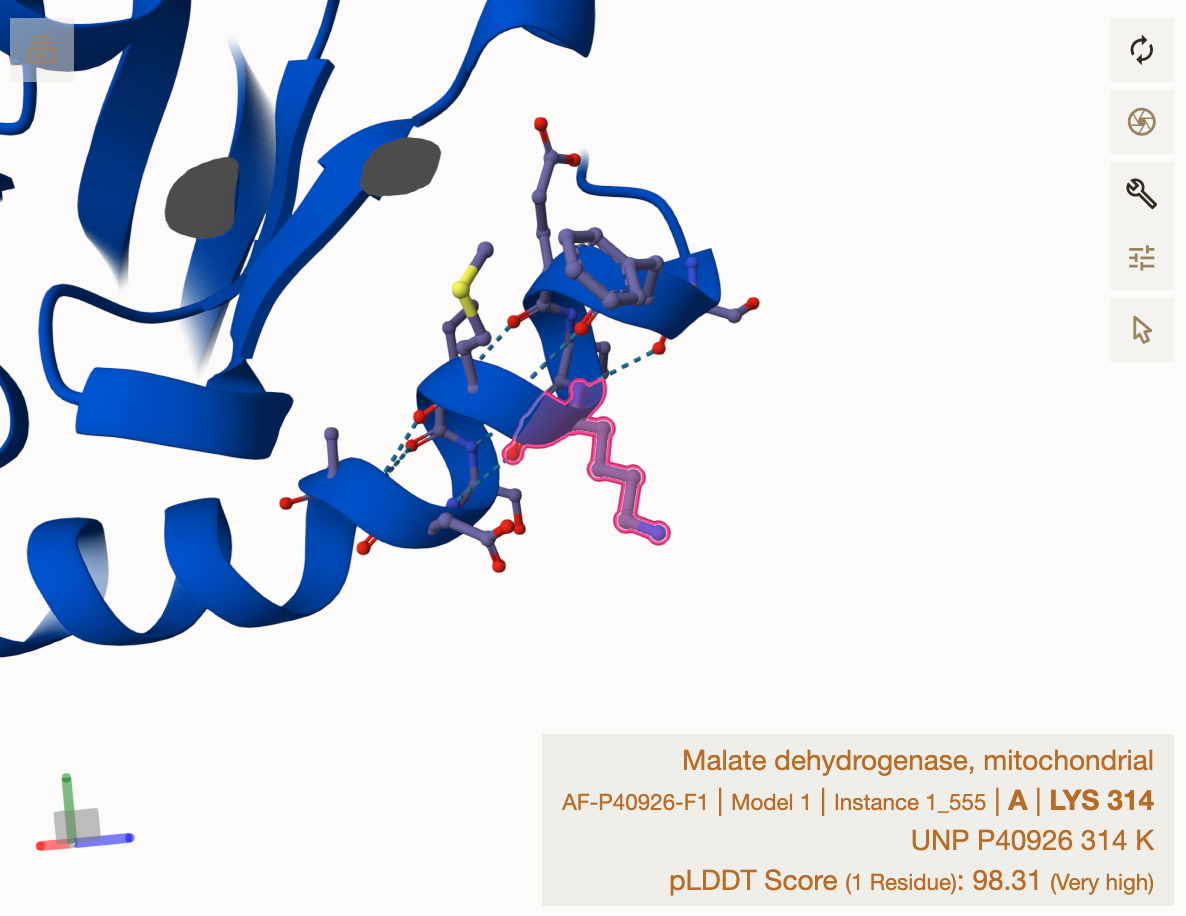 Malate dehydrogenase, mitochondrial
AF-P40926-F1 | Model 1 | Instance 1_555 | A | LYS 314
UNP P40926 314 K
pLDDT Score (1 Residue): 98.31 (Very high)